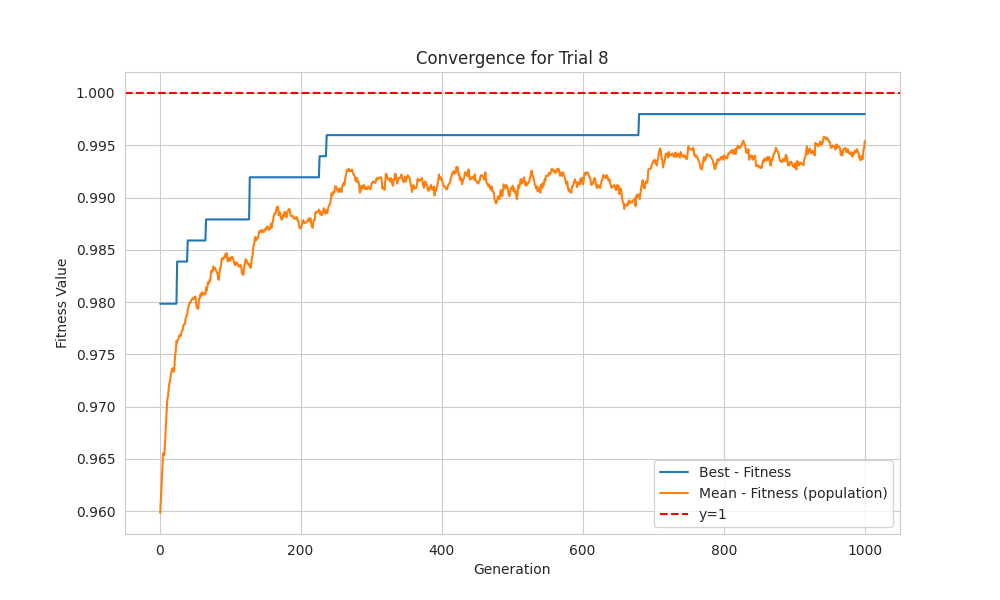 Convergence for Trial 8
1.000
0.995
0.990
0.985
0.980
0.975
0.970
0.965
0.960
Fitness Value
0
200
400
600
800
1000
Generation
Best - Fitness
Mean - Fitness (population)
y=1